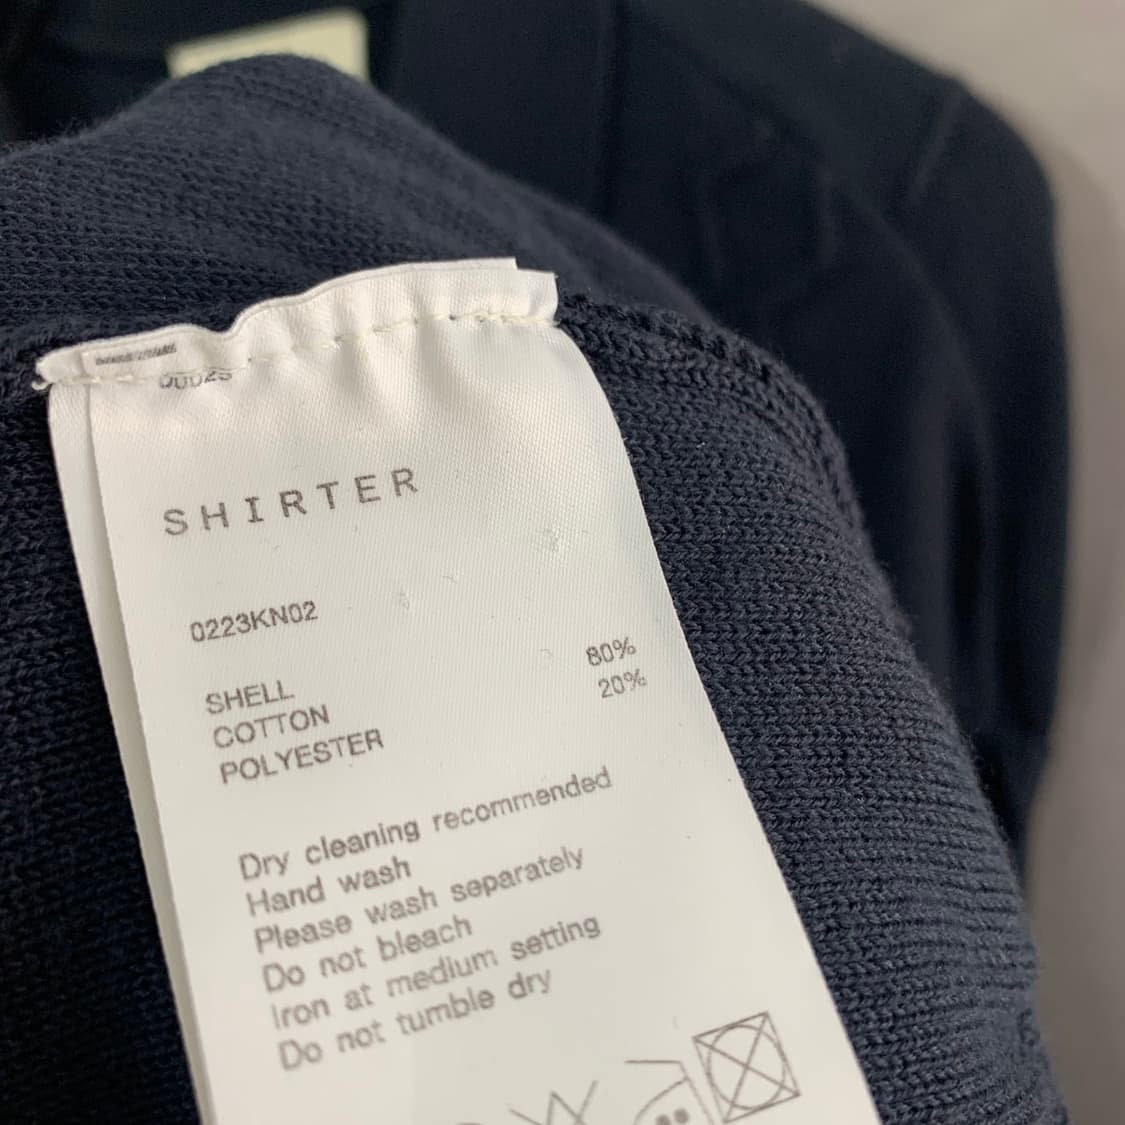 SHIRTER
0223KN02
SHELL
COTTON 80%
POLYESTER 20%
Dry cleaning recommended
Hand wash
Please wash separately
Do not bleach
Iron at medium setting
Do not tumble dry